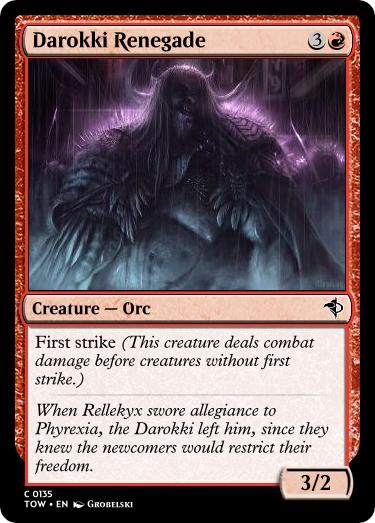 Darokki Renegade 3
Creature — Orc
First strike (This creature deals combat
damage before creatures without first
strike.)
When Rellekyx swore allegiance to
Phyrexia, the Darokki left him, since they
knew the newcomers would restrict their
freedom.
3/2
C 0135
TOW • EN Grobelski